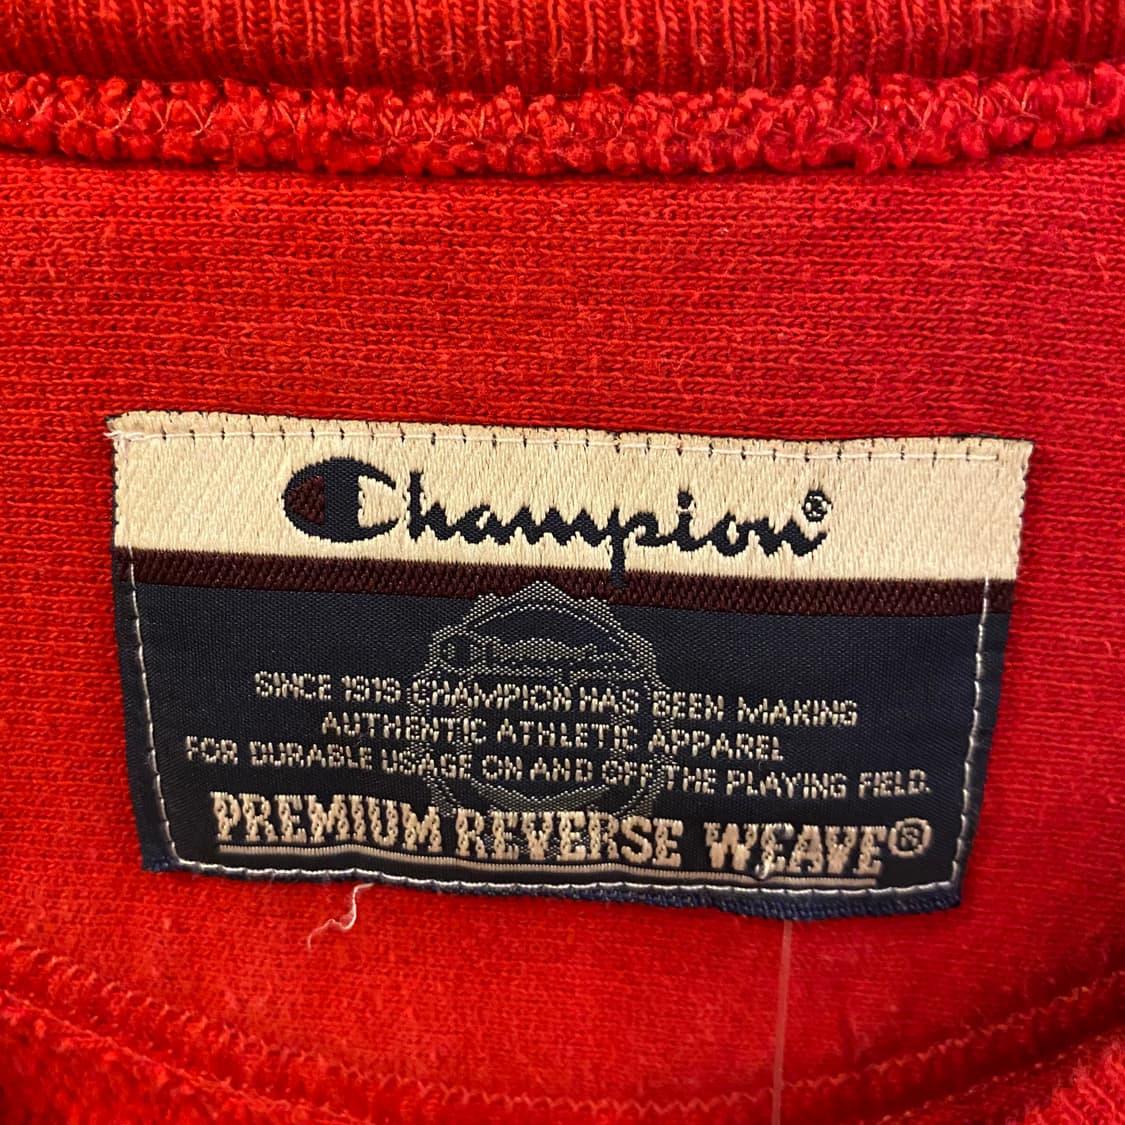 Champion®
SINCE 1919 CHAMPION HAS BEEN MAKING
AUTHENTIC ATHLETIC APPAREL
FOR DURABLE USAGE ON AND OFF THE PLAYING FIELD.
PREMIUM REVERSE WEAVE®